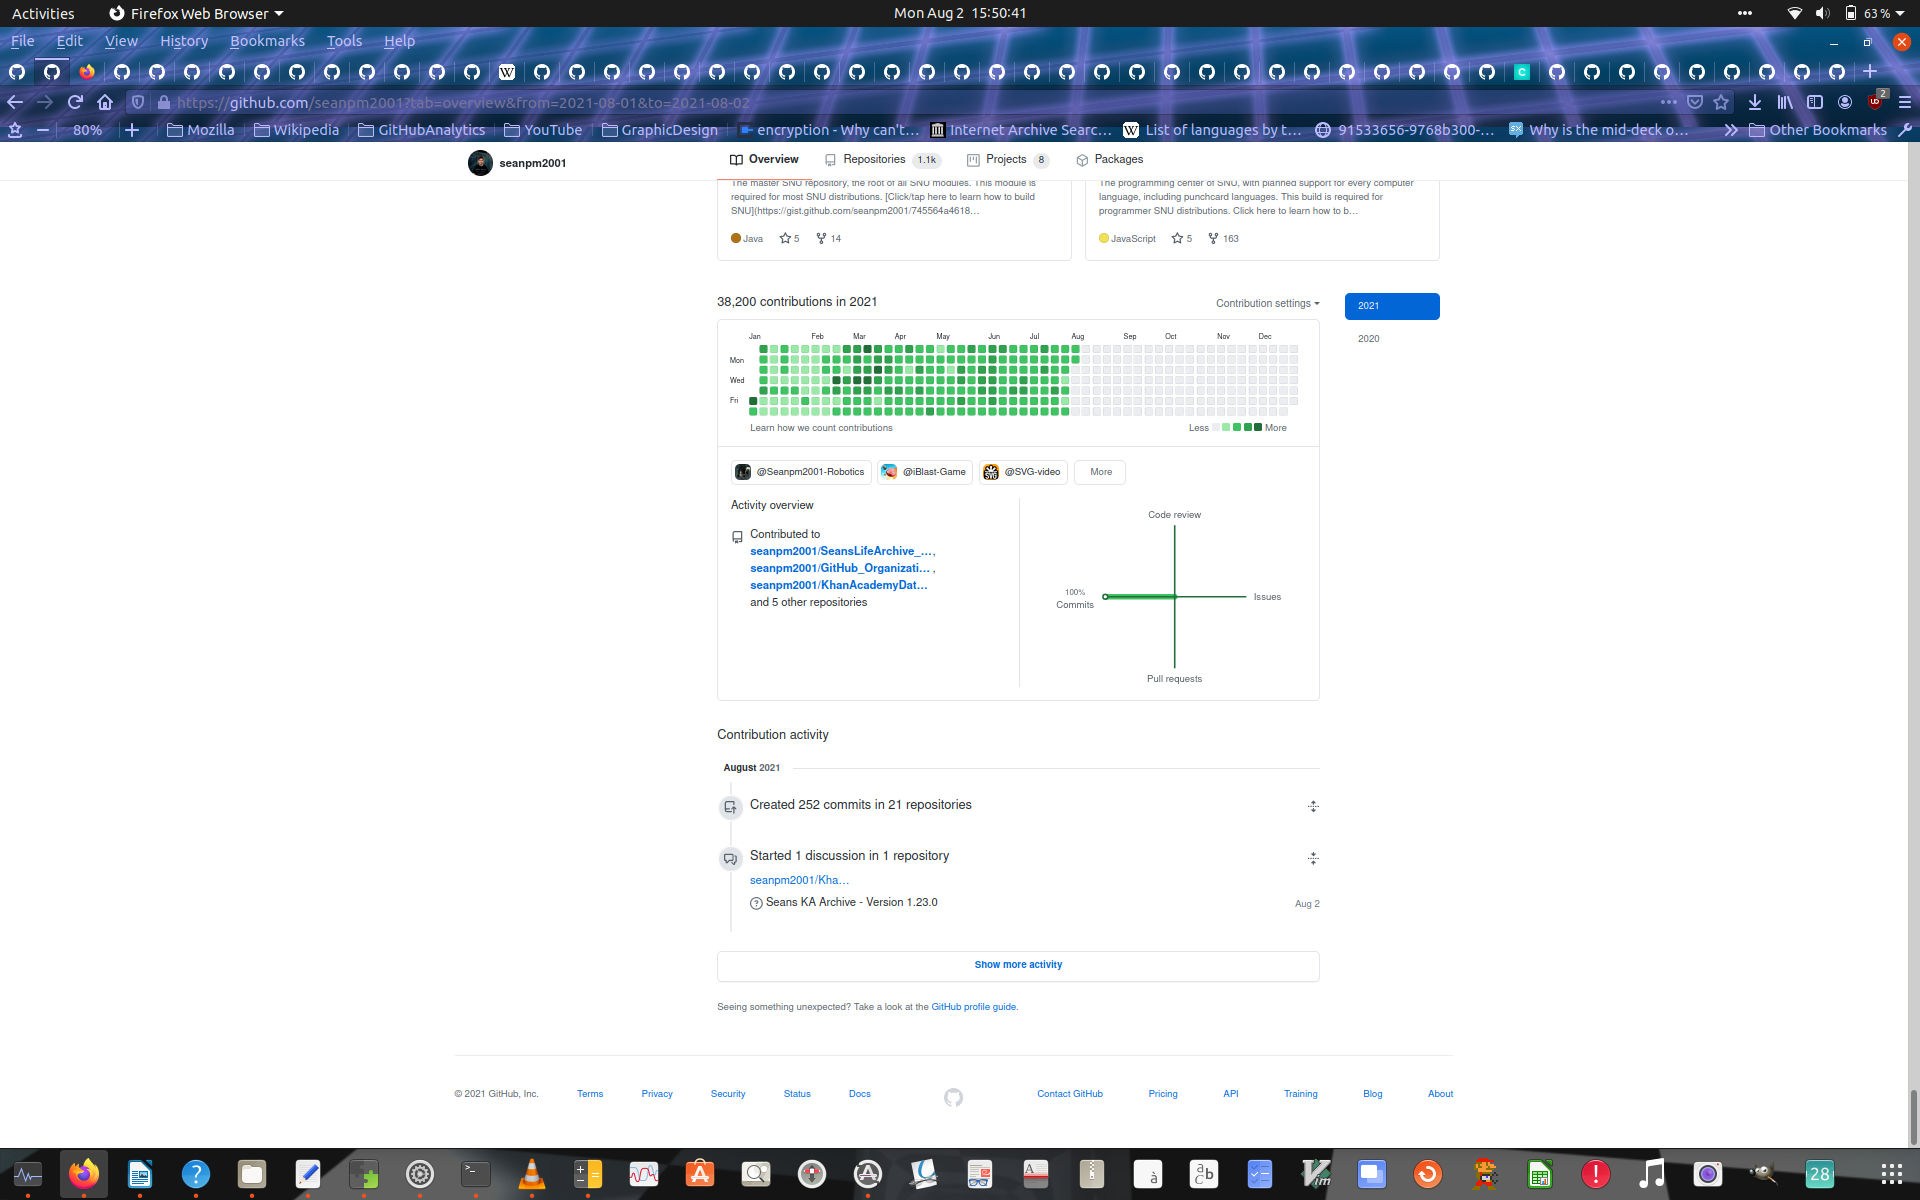 Activities
Firefox Web Browser
Mon Aug 2 15:50:41
63 %
File Edit View History Bookmarks Tools Help
https://github.com/seanpm2001?tab=overview&from=2021-08-01&to=2021-08-02
2
80%
Mozilla
Wikipedia
GitHubAnalytics
YouTube
GraphicDesign
encryption - Why can't...
Internet Archive Searc...
List of languages by t...
91533656-9768b300-...
Why is the mid-deck o...
Other Bookmarks
seanpm2001
Overview
Repositories 1.1k
Projects 8
Packages
The master SNU repository, the root of all SNU modules. This module is
required for most SNU distributions. [Click/tap here to learn how to build
SNU](https://gist.github.com/seanpm2001/745564a4618...
Java 5 14
The programming center of SNU, with planned support for every computer
language, including punchcard languages. This build is required for
programmer SNU distributions. Click here to learn how to b...
JavaScript 5 163
38,200 contributions in 2021
Contribution settings
2021
2020
Jan Feb Mar Apr May Jun Jul Aug Sep Oct Nov Dec
Mon
Wed
Fri
Learn how we count contributions
Less More
@Seanpm2001-Robotics
@iBlast-Game
@SVG-video
More
Activity overview
Contributed to
seanpm2001/SeansLifeArchive_...,
seanpm2001/GitHub_Organizati... ,
seanpm2001/KhanAcademyDat...
and 5 other repositories
Code review
100%
Commits
Issues
Pull requests
Contribution activity
August 2021
Created 252 commits in 21 repositories
Started 1 discussion in 1 repository
seanpm2001/Kha...
Seans KA Archive - Version 1.23.0
Aug 2
Show more activity
Seeing something unexpected? Take a look at the GitHub profile guide.
© 2021 GitHub, Inc.
Terms
Privacy
Security
Status
Docs
Contact GitHub
Pricing
API
Training
Blog
About
28